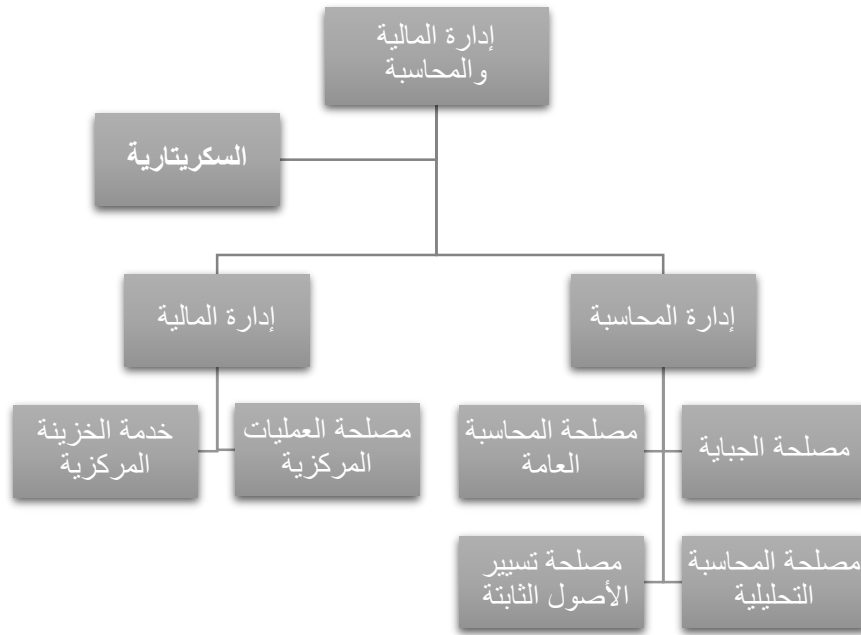 إدارة المالية
والمحاسبة
السكريتارية
إدارة المحاسبة
إدارة المالية
مصلحة الجباية
مصلحة المحاسبة
العامة
مصلحة العمليات
المركزية
خدمة الخزينة
المركزية
مصلحة المحاسبة
التحليلية
مصلحة تسيير
الأصول الثابتة